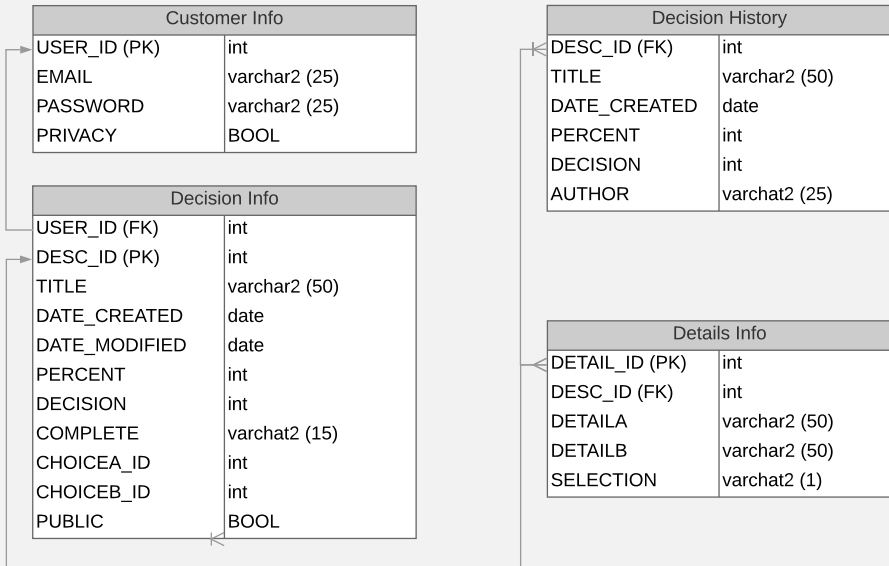 Customer Info
USER_ID (PK) int
EMAIL varchar2 (25)
PASSWORD varchar2 (25)
PRIVACY BOOL
Decision Info
USER_ID (FK) int
DESC_ID (PK) int
TITLE varchar2 (50)
DATE_CREATED date
DATE_MODIFIED date
PERCENT int
DECISION int
COMPLETE varchat2 (15)
CHOICEA_ID int
CHOICEB_ID int
PUBLIC BOOL
Decision History
DESC_ID (FK) int
TITLE varchar2 (50)
DATE_CREATED date
PERCENT int
DECISION int
AUTHOR varchat2 (25)
Details Info
DETAIL_ID (PK) int
DESC_ID (FK) int
DETAILA varchar2 (50)
DETAILB varchar2 (50)
SELECTION varchat2 (1)